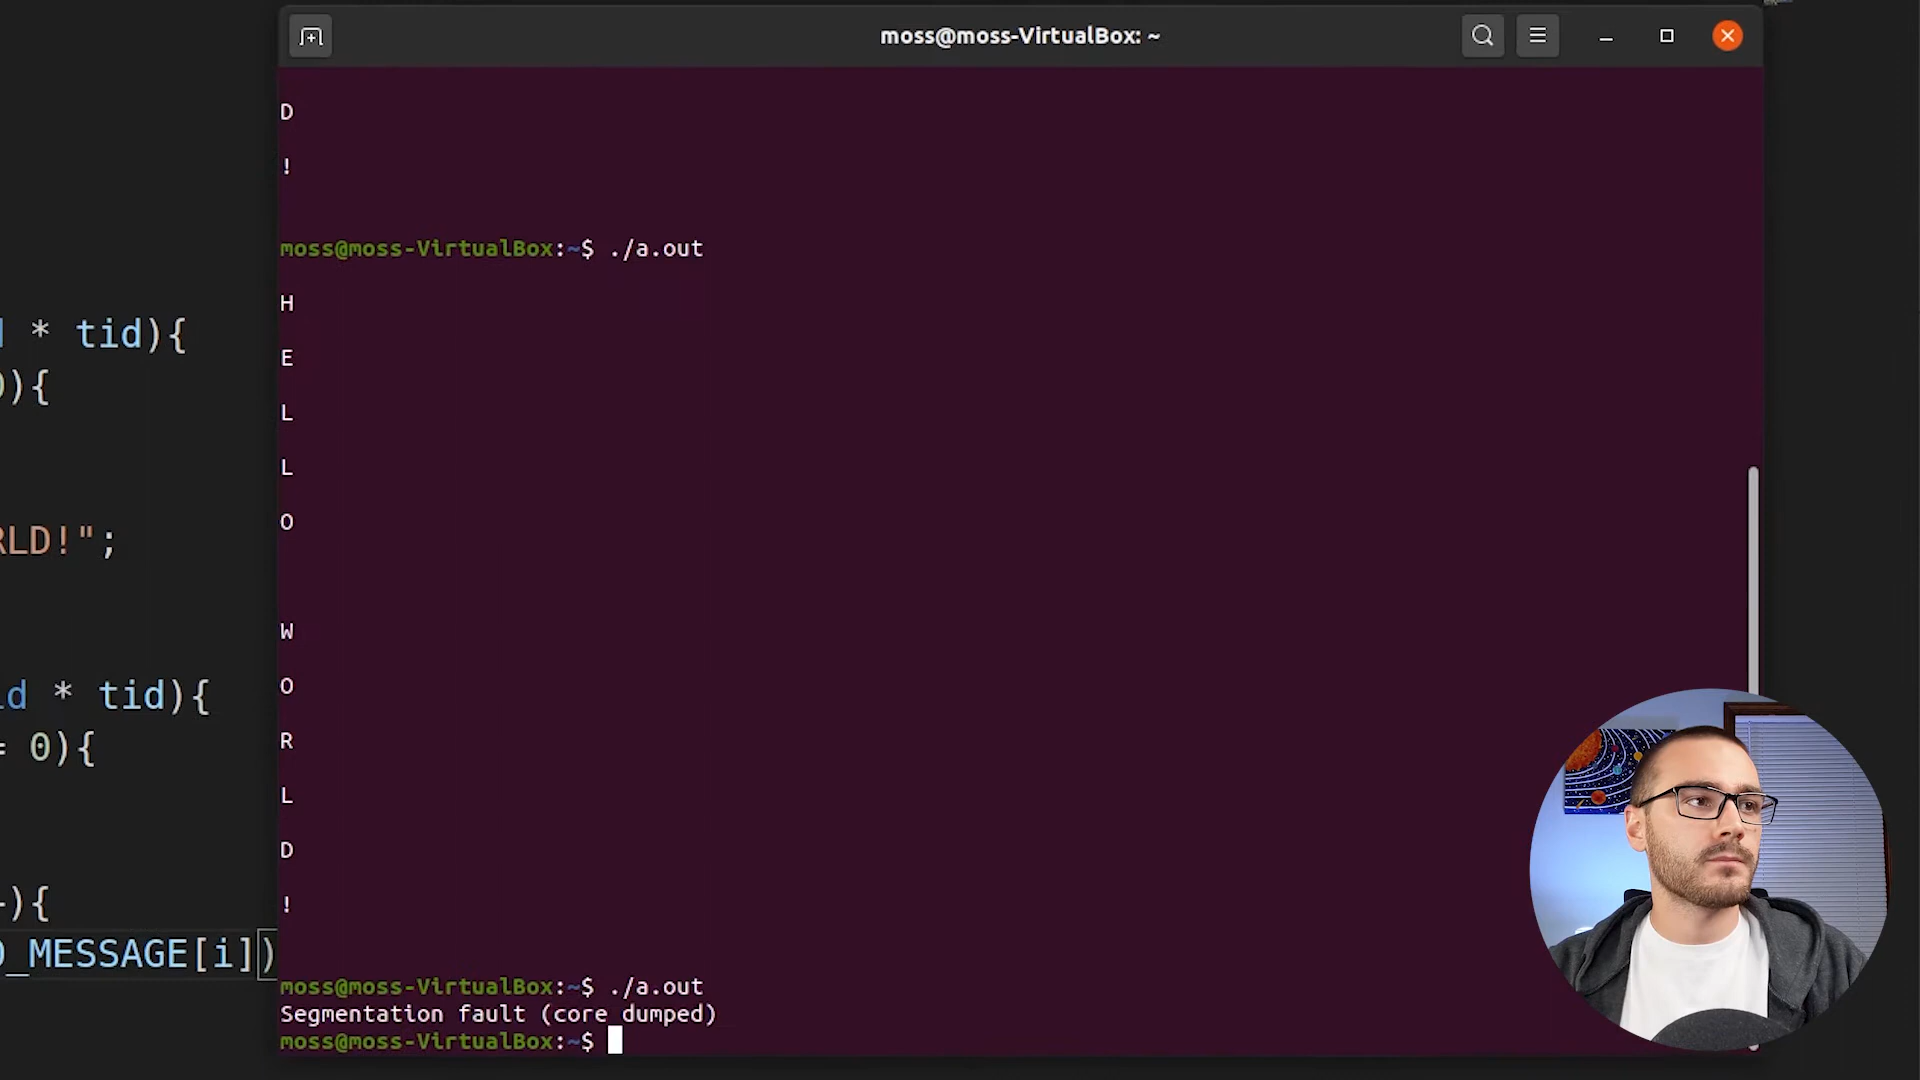 moss@moss-VirtualBox: ~
D
!
moss@moss-VirtualBox:~$ ./a.out
H
E
L
L
O
W
O
R
L
D
!
moss@moss-VirtualBox:~$ ./a.out
Segmentation fault (core dumped)
moss@moss-VirtualBox:~$
* tid){
){
RLD!";
d * tid){
= 0){
){
_MESSAGE[i])